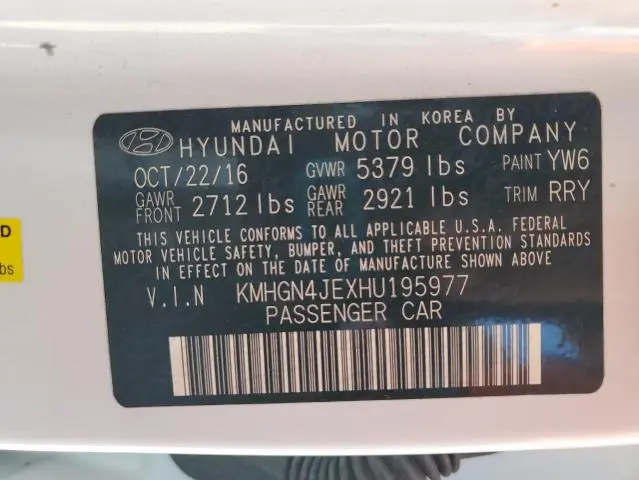 MANUFACTURED IN KOREA BY
HYUNDAI MOTOR COMPANY
OCT/22/16 GVWR 5379 lbs PAINT YW6
GAWR FRONT 2712 lbs GAWR REAR 2921 lbs TRIM RRY
THIS VEHICLE CONFORMS TO ALL APPLICABLE U.S.A. FEDERAL
MOTOR VEHICLE SAFETY, BUMPER, AND THEFT PREVENTION STANDARDS
IN EFFECT ON THE DATE OF MANUFACTURE SHOWN ABOVE
V.I.N KMHGN4JEXHU195977
PASSENGER CAR
D
bs